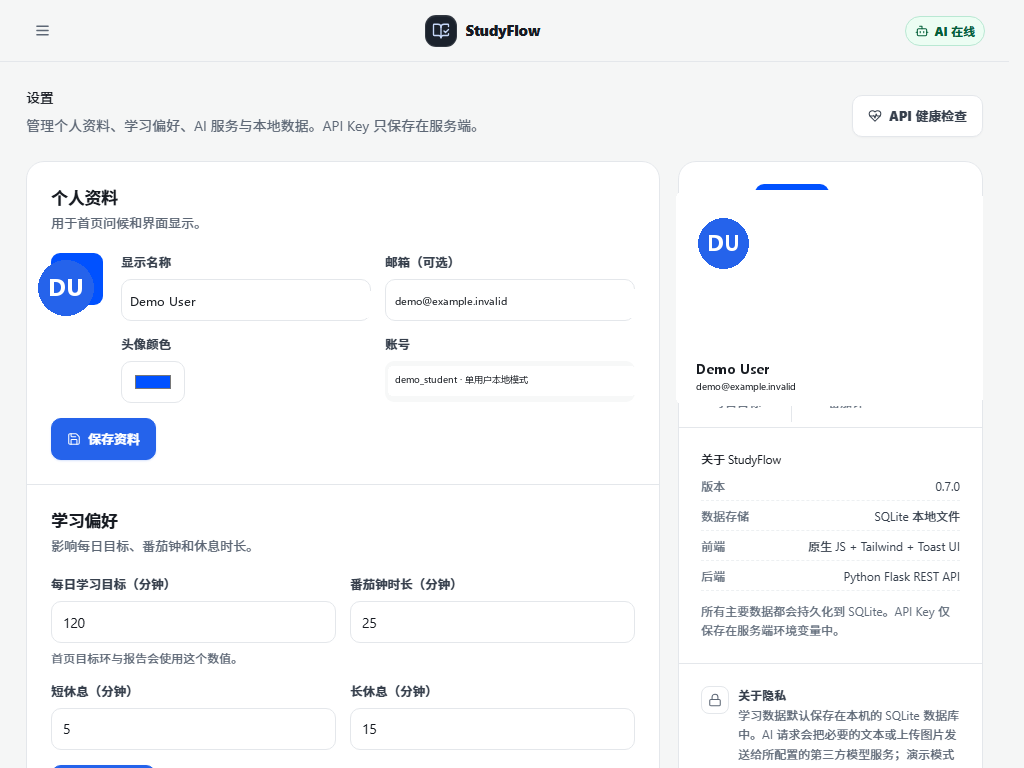 StudyFlow
AI 在线
设置
管理个人资料、学习偏好、AI 服务与本地数据。API Key 只保存在服务端。
API 健康检查
个人资料
用于首页问候和界面显示。
DU
显示名称
Demo User
邮箱（可选）
demo@example.invalid
头像颜色
账号
demo_student · 单用户本地模式
保存资料
学习偏好
影响每日目标、番茄钟和休息时长。
每日学习目标（分钟）
120
首页目标环与报告会使用这个数值。
番茄钟时长（分钟）
25
短休息（分钟）
5
长休息（分钟）
15
DU
Demo User
demo@example.invalid
关于 StudyFlow
版本
0.7.0
数据存储
SQLite 本地文件
前端
原生 JS + Tailwind + Toast UI
后端
Python Flask REST API
所有主要数据都会持久化到 SQLite。API Key 仅
保存在服务端环境变量中。
关于隐私
学习数据默认保存在本机的 SQLite 数据库
中。AI 请求会把必要的文本或上传图片发
送给所配置的第三方模型服务；演示模式